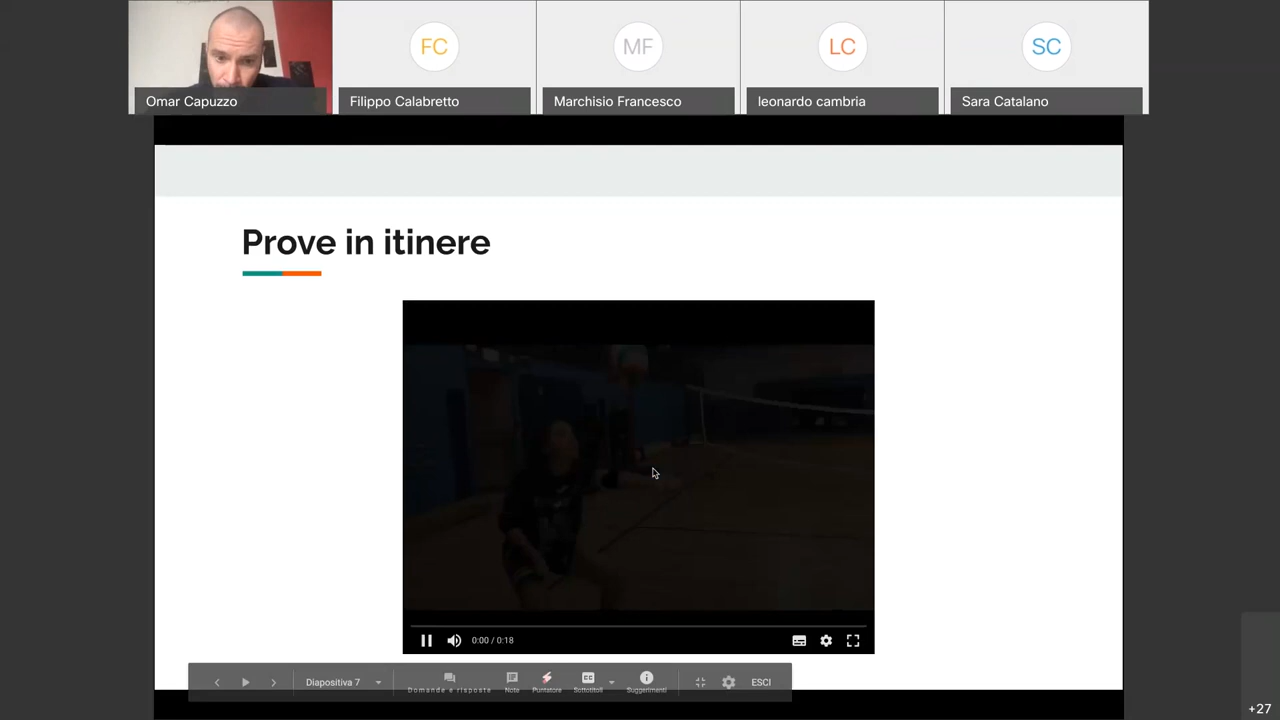 FC
MF
LC
SC
Omar Capuzzo
Filippo Calabretto
Marchisio Francesco
leonardo cambria
Sara Catalano
Prove in itinere
0:00 / 0:18
Diapositiva 7
Domande e risposte
Note
Puntatore
Sottotitoli
Suggerimenti
ESCI
+27